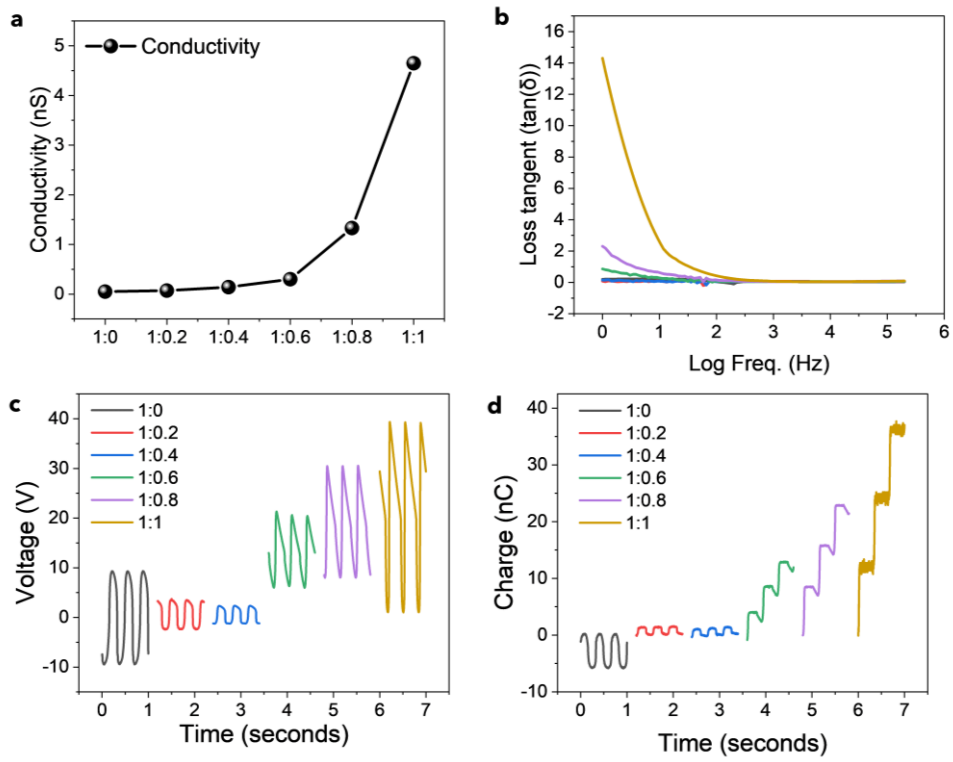 a
Conductivity
Conductivity (nS)
5
4
3
2
1
0
1:0 1:0.2 1:0.4 1:0.6 1:0.8 1:1
b
Loss tangent (tan(δ))
16
14
12
10
8
6
4
2
0
-2
0 1 2 3 4 5 6
Log Freq. (Hz)
c
1:0
1:0.2
1:0.4
1:0.6
1:0.8
1:1
Voltage (V)
40
30
20
10
0
-10
0 1 2 3 4 5 6 7
Time (seconds)
d
1:0
1:0.2
1:0.4
1:0.6
1:0.8
1:1
Charge (nC)
40
30
20
10
0
-10
0 1 2 3 4 5 6 7
Time (seconds)